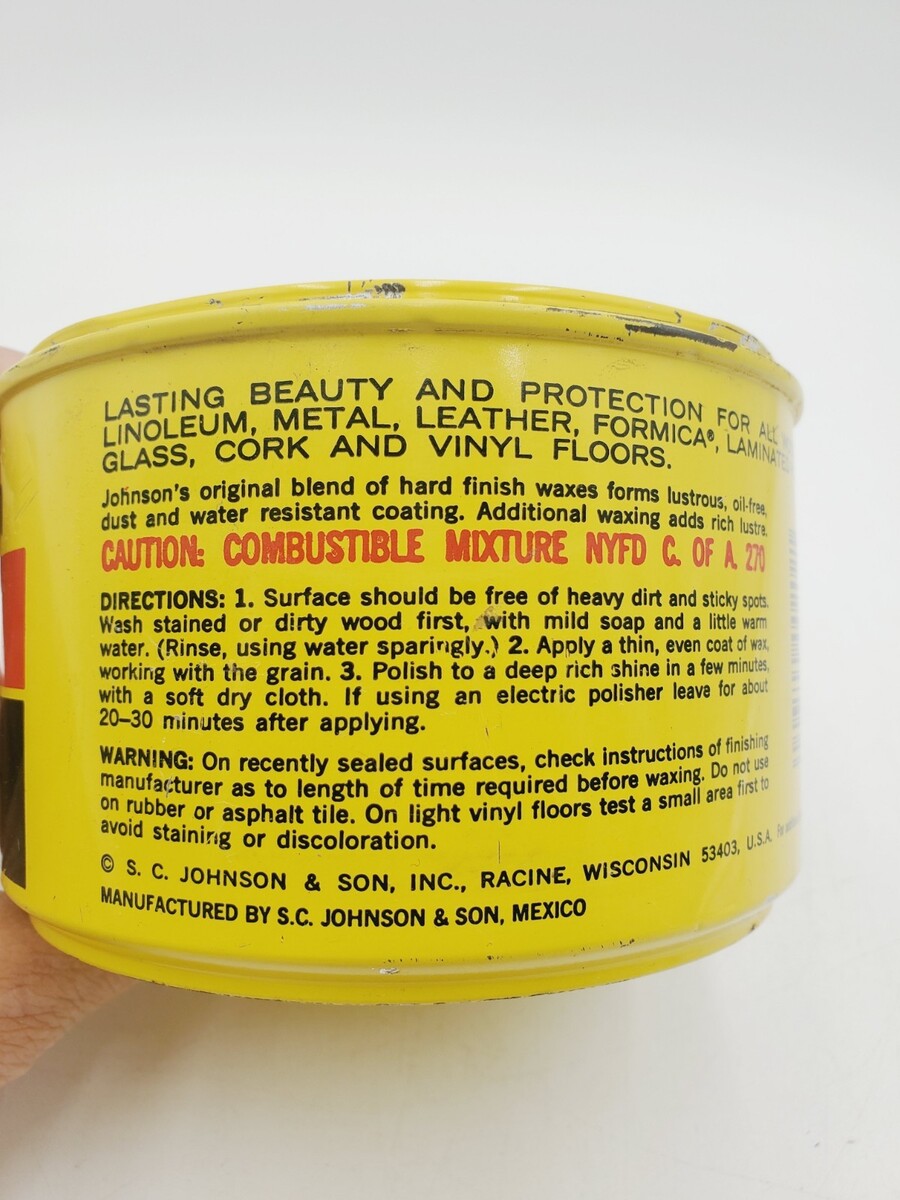 LASTING BEAUTY AND PROTECTION FOR ALL
LINOLEUM, METAL, LEATHER, FORMICA®, LAMINATED
GLASS, CORK AND VINYL FLOORS.
Johnson's original blend of hard finish waxes forms lustrous, oil-free,
dust and water resistant coating. Additional waxing adds rich lustre.
CAUTION: COMBUSTIBLE MIXTURE NYFD C. OF A. 270
DIRECTIONS: 1. Surface should be free of heavy dirt and sticky spots.
Wash stained or dirty wood first, with mild soap and a little warm
water. (Rinse, using water sparingly.) 2. Apply a thin, even coat of wax,
working with the grain. 3. Polish to a deep rich shine in a few minutes,
with a soft dry cloth. If using an electric polisher leave for about
20–30 minutes after applying.
WARNING: On recently sealed surfaces, check instructions of finishing
manufacturer as to length of time required before waxing. Do not use
on rubber or asphalt tile. On light vinyl floors test a small area first to
avoid staining or discoloration.
© S. C. JOHNSON & SON, INC., RACINE, WISCONSIN 53403, U.S.A.
MANUFACTURED BY S.C. JOHNSON & SON, MEXICO